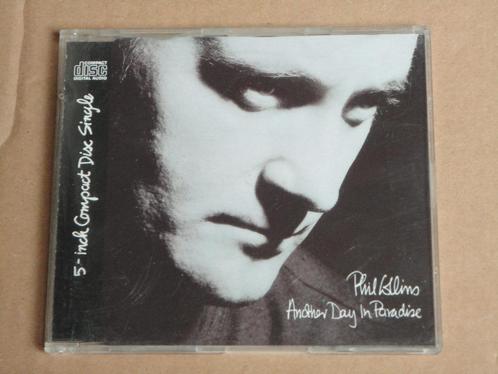 COMPACT
disc
DIGITAL AUDIO
5-inch Compact Disc Single
Phil Collins
Another Day In Paradise